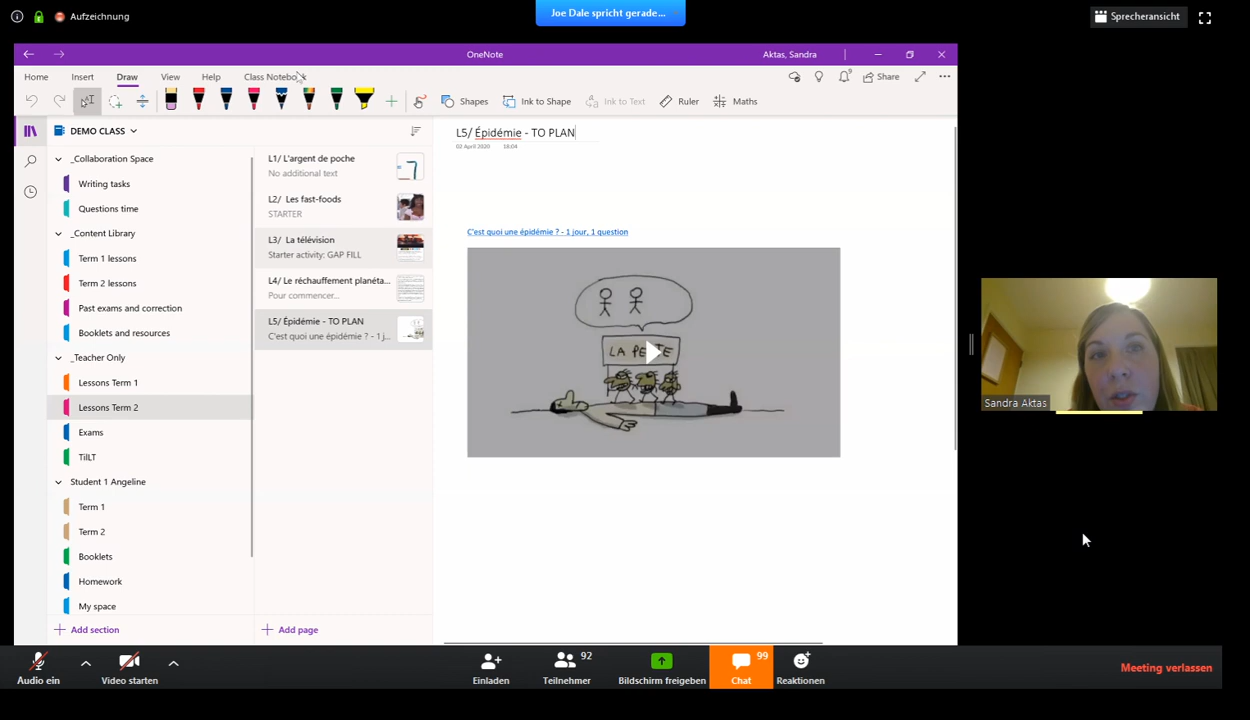 Joe Dale spricht gerade...
Aufzeichnung
Sprecheransicht
OneNote
Aktas, Sandra
Home
Insert
Draw
View
Help
Class Notebook
Share
Shapes
Ink to Shape
Ink to Text
Ruler
Maths
DEMO CLASS
_Collaboration Space
Writing tasks
Questions time
_Content Library
Term 1 lessons
Term 2 lessons
Past exams and correction
Booklets and resources
_Teacher Only
Lessons Term 1
Lessons Term 2
Exams
TilLT
Student 1 Angeline
Term 1
Term 2
Booklets
Homework
My space
Add section
L1/ L'argent de poche
No additional text
L2/ Les fast-foods
STARTER
L3/ La télévision
Starter activity: GAP FILL
L4/ Le réchauffement planéta...
Pour commencer...
L5/ Épidémie - TO PLAN
C'est quoi une épidémie ? - 1 j...
Add page
L5/ Épidémie - TO PLAN
02 April 2020 16:04
C'est quoi une épidémie ? - 1 jour, 1 question
LA PESTE
Sandra Aktas
Audio ein
Video starten
Einladen
92
Teilnehmer
Bildschirm freigeben
99
Chat
Reaktionen
Meeting verlassen